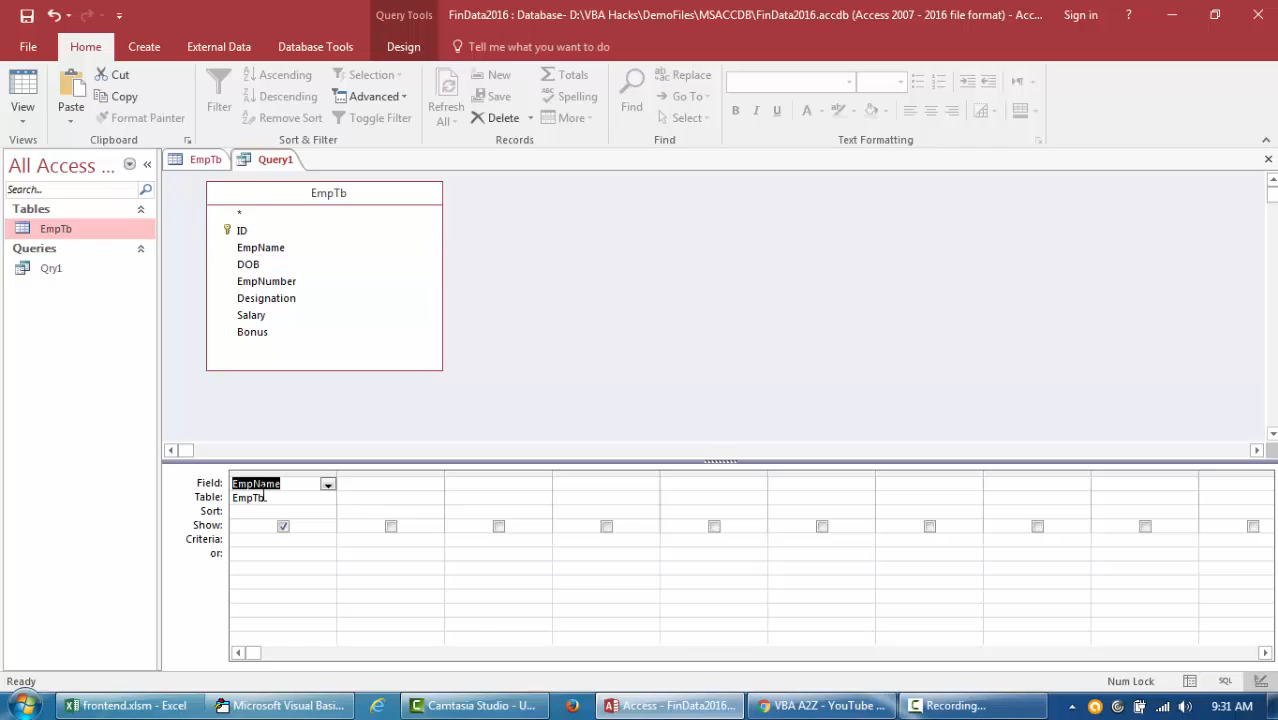 Query Tools
FinData2016 : Database- D:\VBA Hacks\DemoFiles\MSACCDB\FinData2016.accdb (Access 2007 - 2016 file format) - Acc...
Sign in
?
File
Home
Create
External Data
Database Tools
Design
Tell me what you want to do
View
Paste
Cut
Copy
Format Painter
Filter
Ascending
Descending
Remove Sort
Selection
Advanced
Toggle Filter
Refresh
All
New
Save
Delete
Totals
Spelling
More
Find
Replace
Go To
Select
B I U A
Views
Clipboard
Sort & Filter
Records
Find
Text Formatting
All Access ...
Search...
Tables
EmpTb
Queries
Qry1
EmpTb
Query1
EmpTb
*
ID
EmpName
DOB
EmpNumber
Designation
Salary
Bonus
Field: EmpName
Table: EmpTb
Sort:
Show:
Criteria:
or:
Ready
Num Lock
SQL
frontend.xlsm - Excel
Microsoft Visual Basi...
Camtasia Studio - U...
Access - FinData2016...
VBA A2Z - YouTube ...
Recording...
9:31 AM